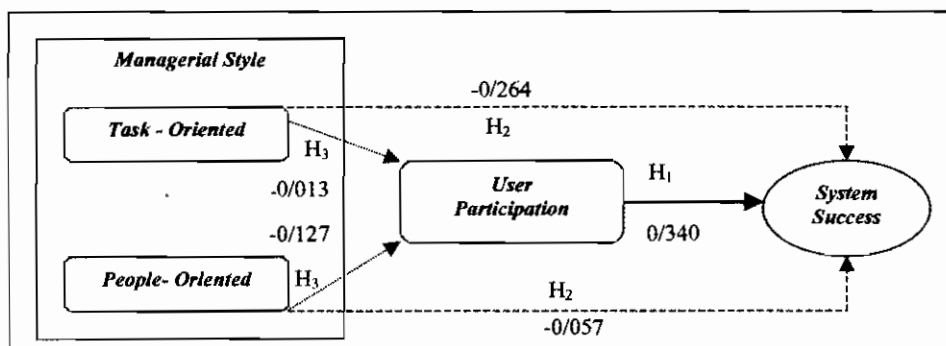 Managerial Style
-0/264
Task - Oriented
H2
H3
-0/013
User
Participation
H1
0/340
System
Success
-0/127
People- Oriented
H3
H2
-0/057